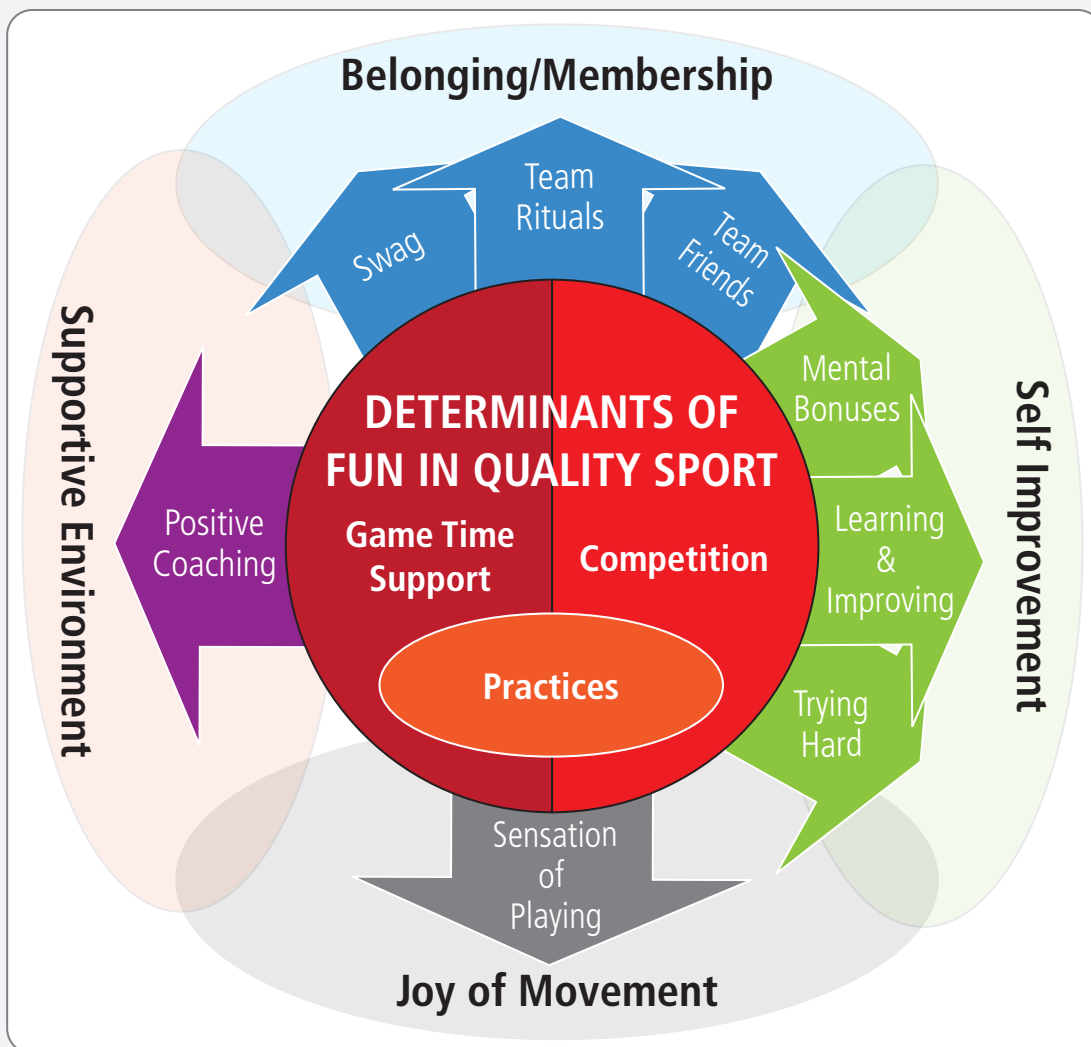 Belonging/Membership
Team
Rituals
Swag
Team
Friends
Supportive Environment
Positive
Coaching
DETERMINANTS OF
FUN IN QUALITY SPORT
Game Time
Support
Competition
Practices
Mental
Bonuses
Learning
&
Improving
Trying
Hard
Self Improvement
Sensation
of
Playing
Joy of Movement